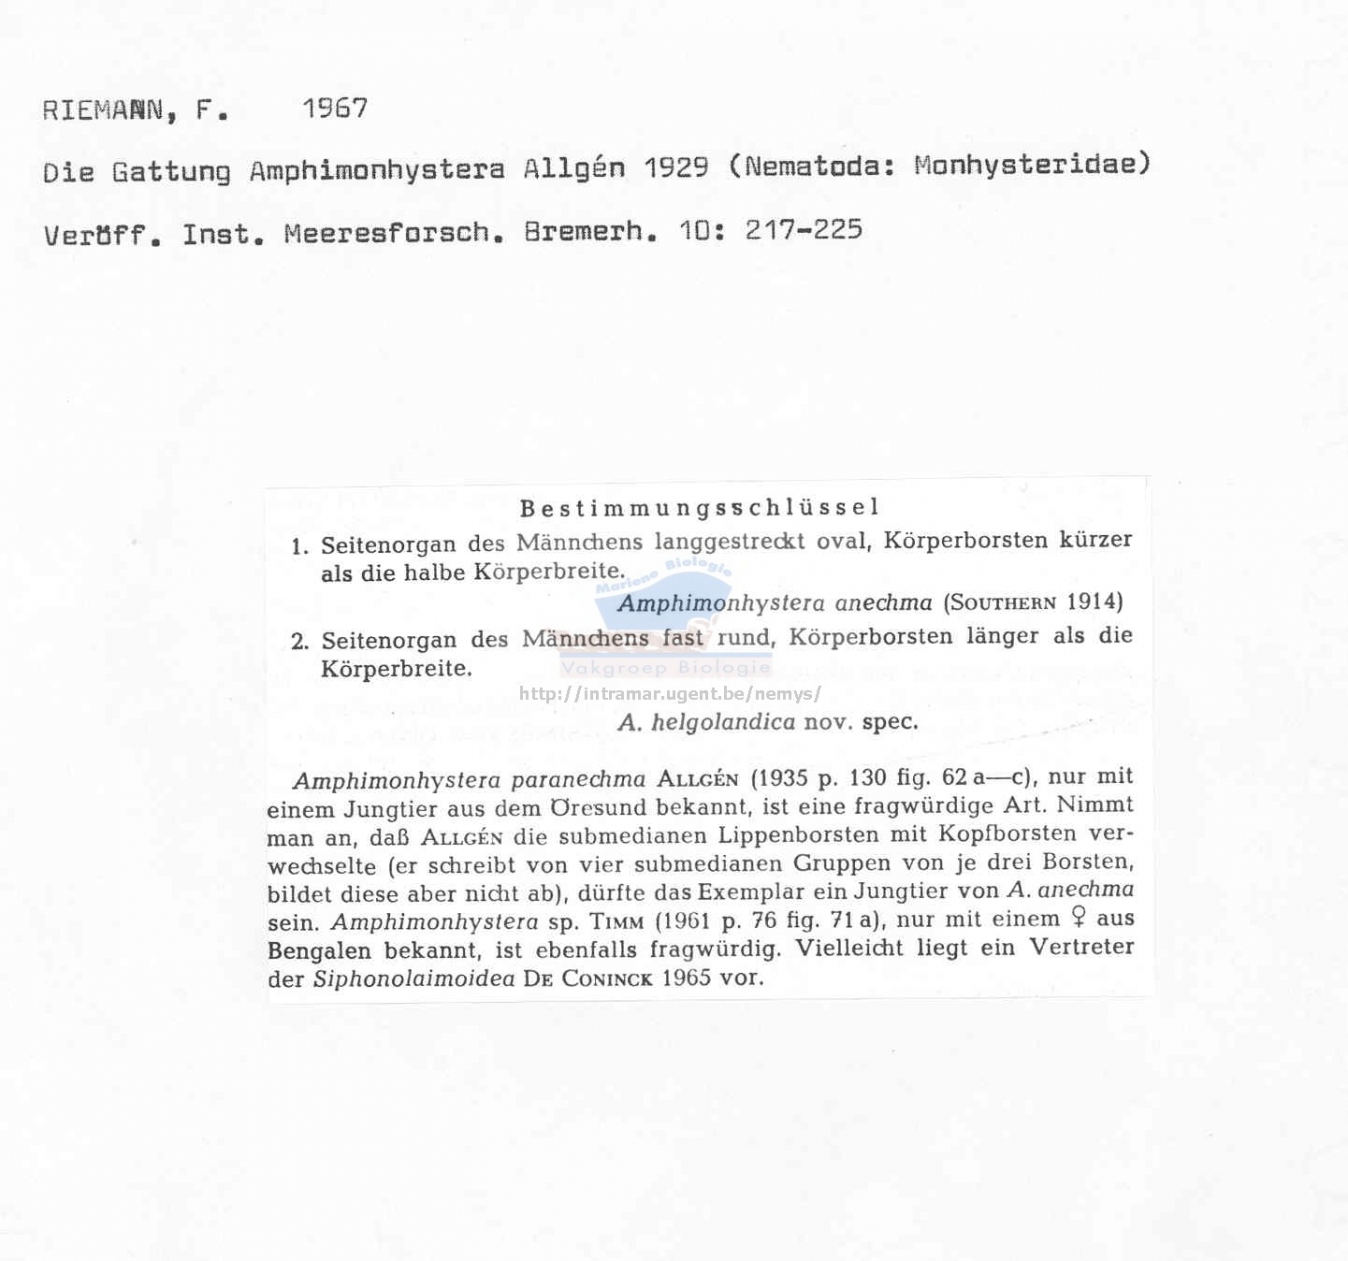 RIEMANN, F. 1967
Die Gattung Amphimonhystera Allgén 1929 (Nematoda: Monhysteridae)
Veröff. Inst. Meeresforsch. Bremerh. 10: 217-225
Bestimmungsschlüssel
1. Seitenorgan des Männchens langgestreckt oval, Körperborsten kürzer
als die halbe Körperbreite.
Marine Biologie
Amphimonhystera anechma (SOUTHERN 1914)
2. Seitenorgan des Männchens fast rund, Körperborsten länger als die
Körperbreite.
Vakgroep Biologie
http://intramar.ugent.be/nemys/
A. helgolandica nov. spec.
Amphimonhystera paranechma ALLGÉN (1935 p. 130 fig. 62 a—c), nur mit
einem Jungtier aus dem Öresund bekannt, ist eine fragwürdige Art. Nimmt
man an, daß ALLGÉN die submedianen Lippenborsten mit Kopfborsten ver-
wechselte (er schreibt von vier submedianen Gruppen von je drei Borsten,
bildet diese aber nicht ab), dürfte das Exemplar ein Jungtier von A. anechma
sein. Amphimonhystera sp. TIMM (1961 p. 76 fig. 71 a), nur mit einem ♀ aus
Bengalen bekannt, ist ebenfalls fragwürdig. Vielleicht liegt ein Vertreter
der Siphonolaimoidea DE CONINCK 1965 vor.